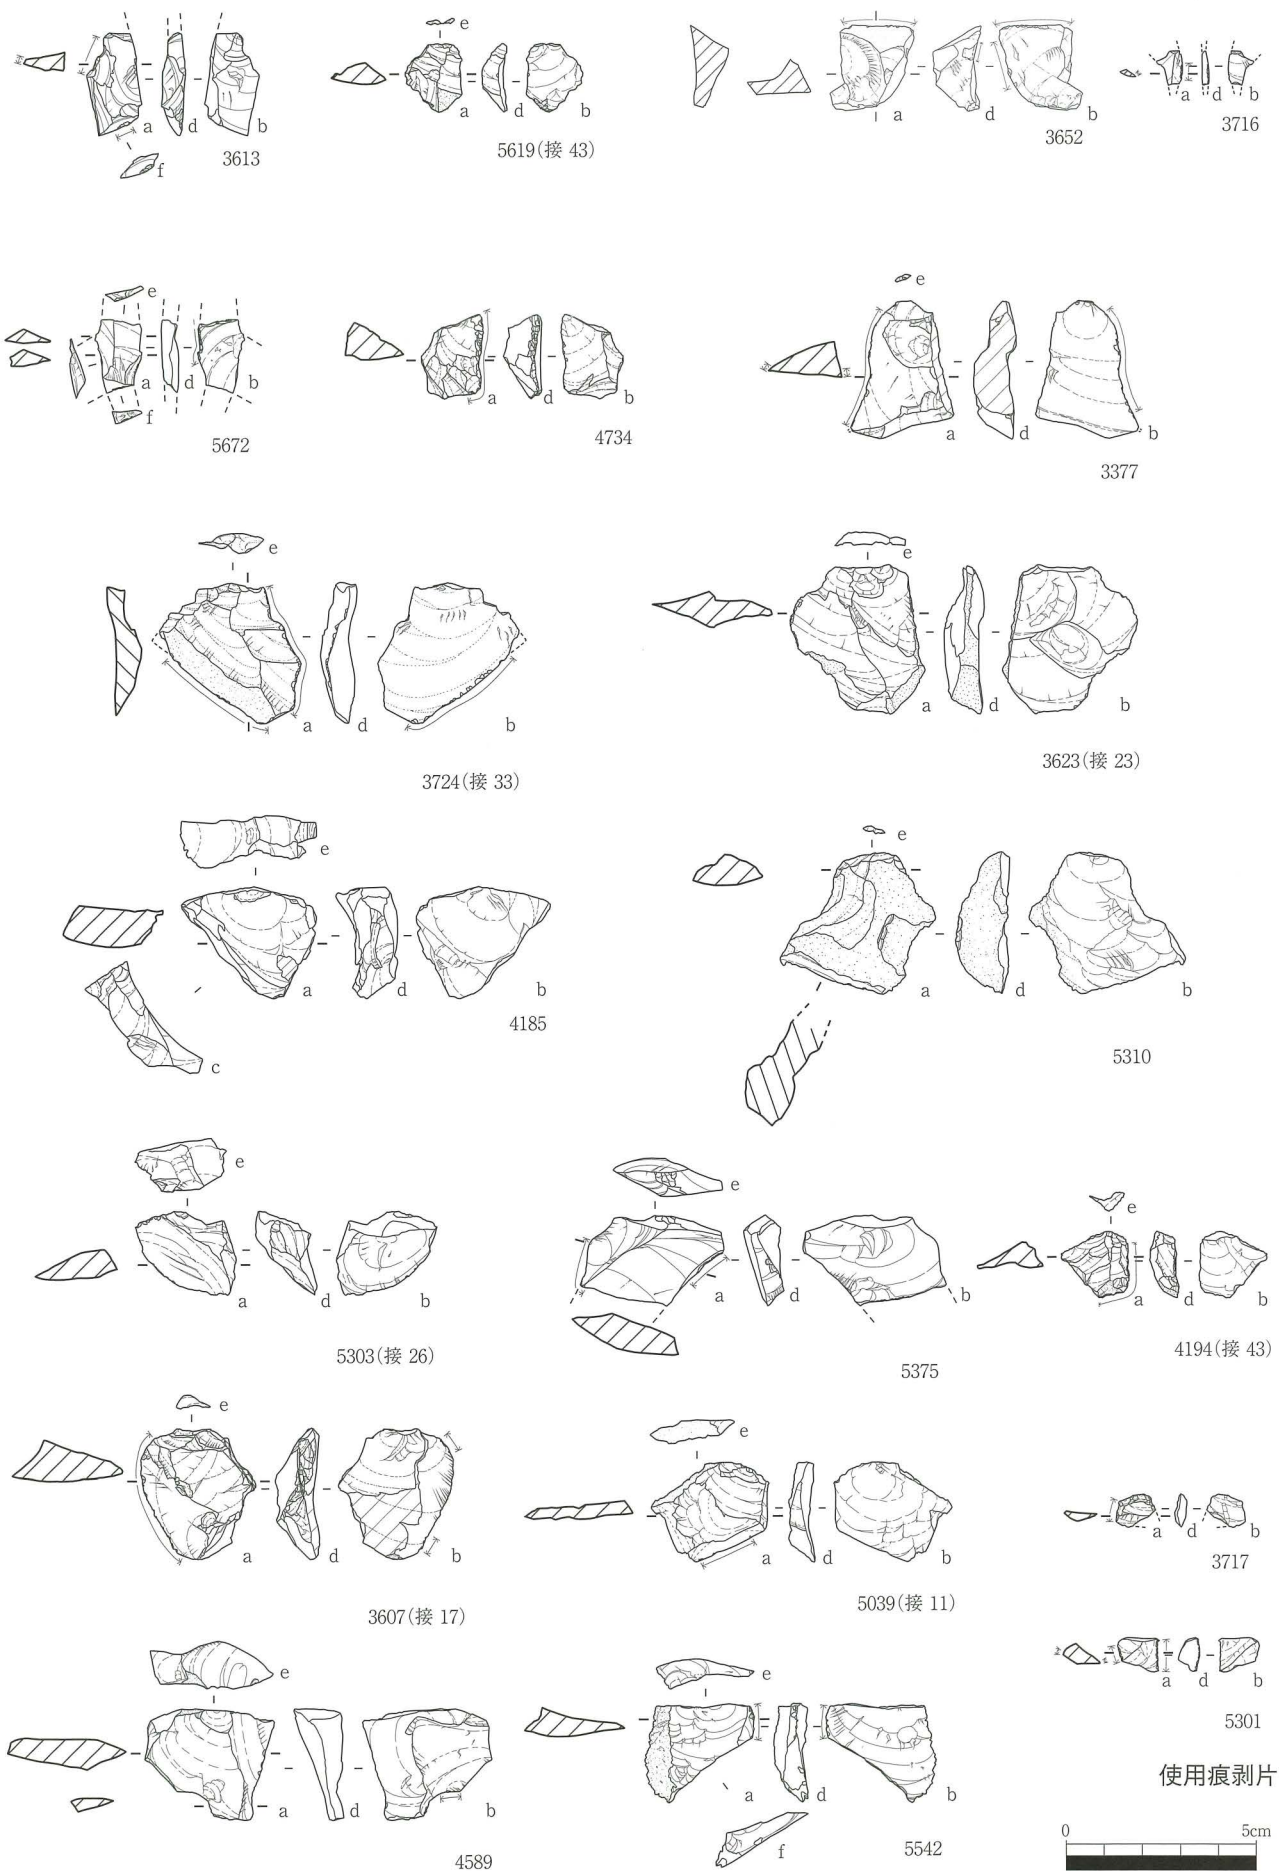 e
a d b
f
3613
a d b
5619(接 43)
a d b
3652
a d b
3716
e
a d b
f
5672
a d b
4734
e
a d b
3377
e
a d b
3724(接 33)
e
a d b
3623(接 23)
e
a d b
4185
c
e
a d b
5310
e
a d b
5303(接 26)
e
a d b
5375
e
a d b
4194(接 43)
e
a d b
3607(接 17)
e
a d b
5039(接 11)
a d b
3717
e
a d b
4589
e
a d b
f
5542
a d b
5301
使用痕剥片
0 5cm